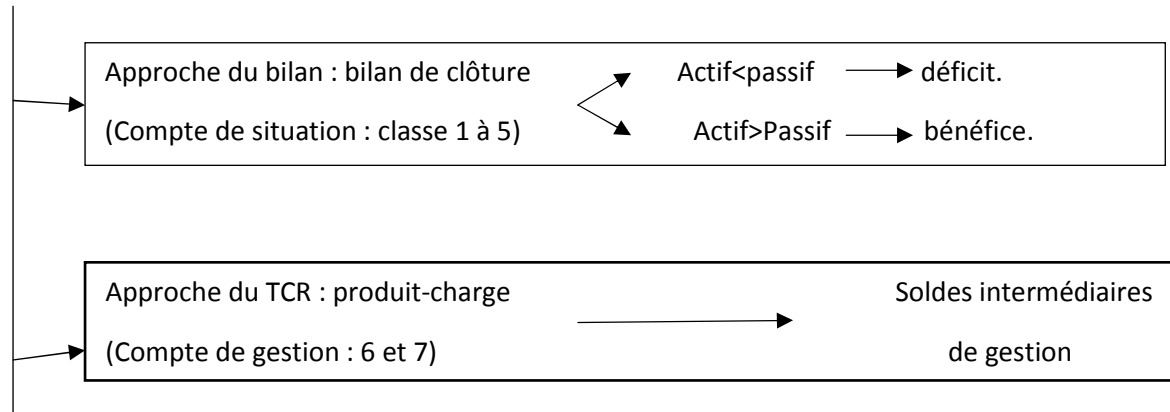 Approche du bilan : bilan de clôture Actif<passif déficit.
(Compte de situation : classe 1 à 5) Actif>Passif bénéfice.
Approche du TCR : produit-charge Soldes intermédiaires
(Compte de gestion : 6 et 7) de gestion